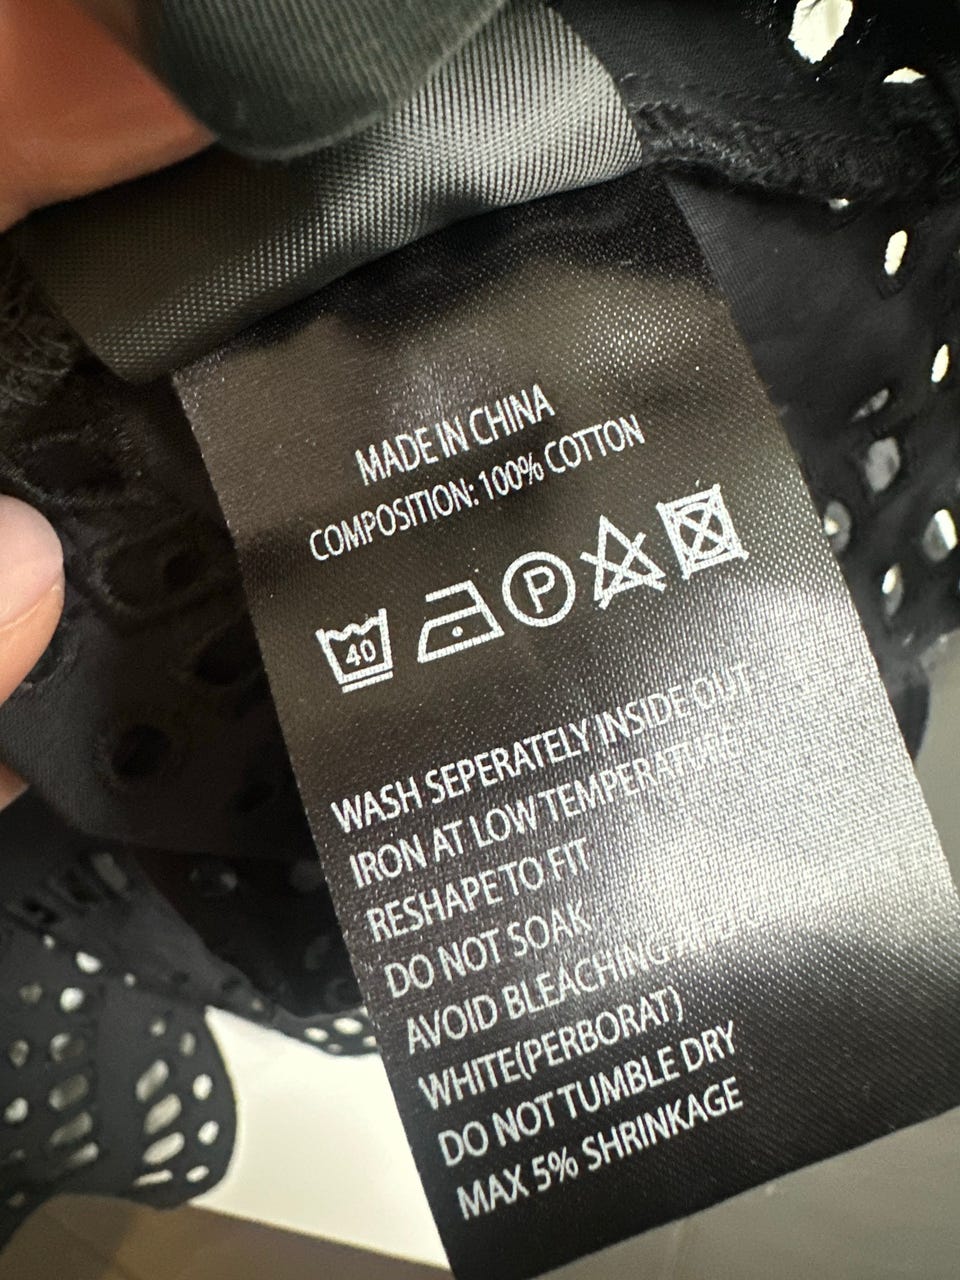 MADE IN CHINA
COMPOSITION: 100% COTTON
40 P
WASH SEPERATELY INSIDE OUT
IRON AT LOW TEMPERATURE
RESHAPE TO FIT
DO NOT SOAK
AVOID BLEACHING
WHITE(PERBORAT)
DO NOT TUMBLE DRY
MAX 5% SHRINKAGE